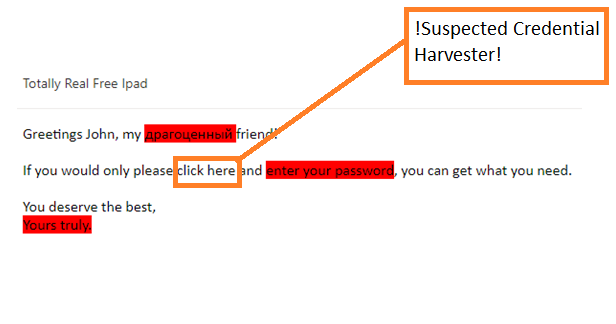 !Suspected Credential
Harvester!
Totally Real Free Ipad
Greetings John, my драгоценный friend!
If you would only please click here and enter your password, you can get what you need.
You deserve the best,
Yours truly.